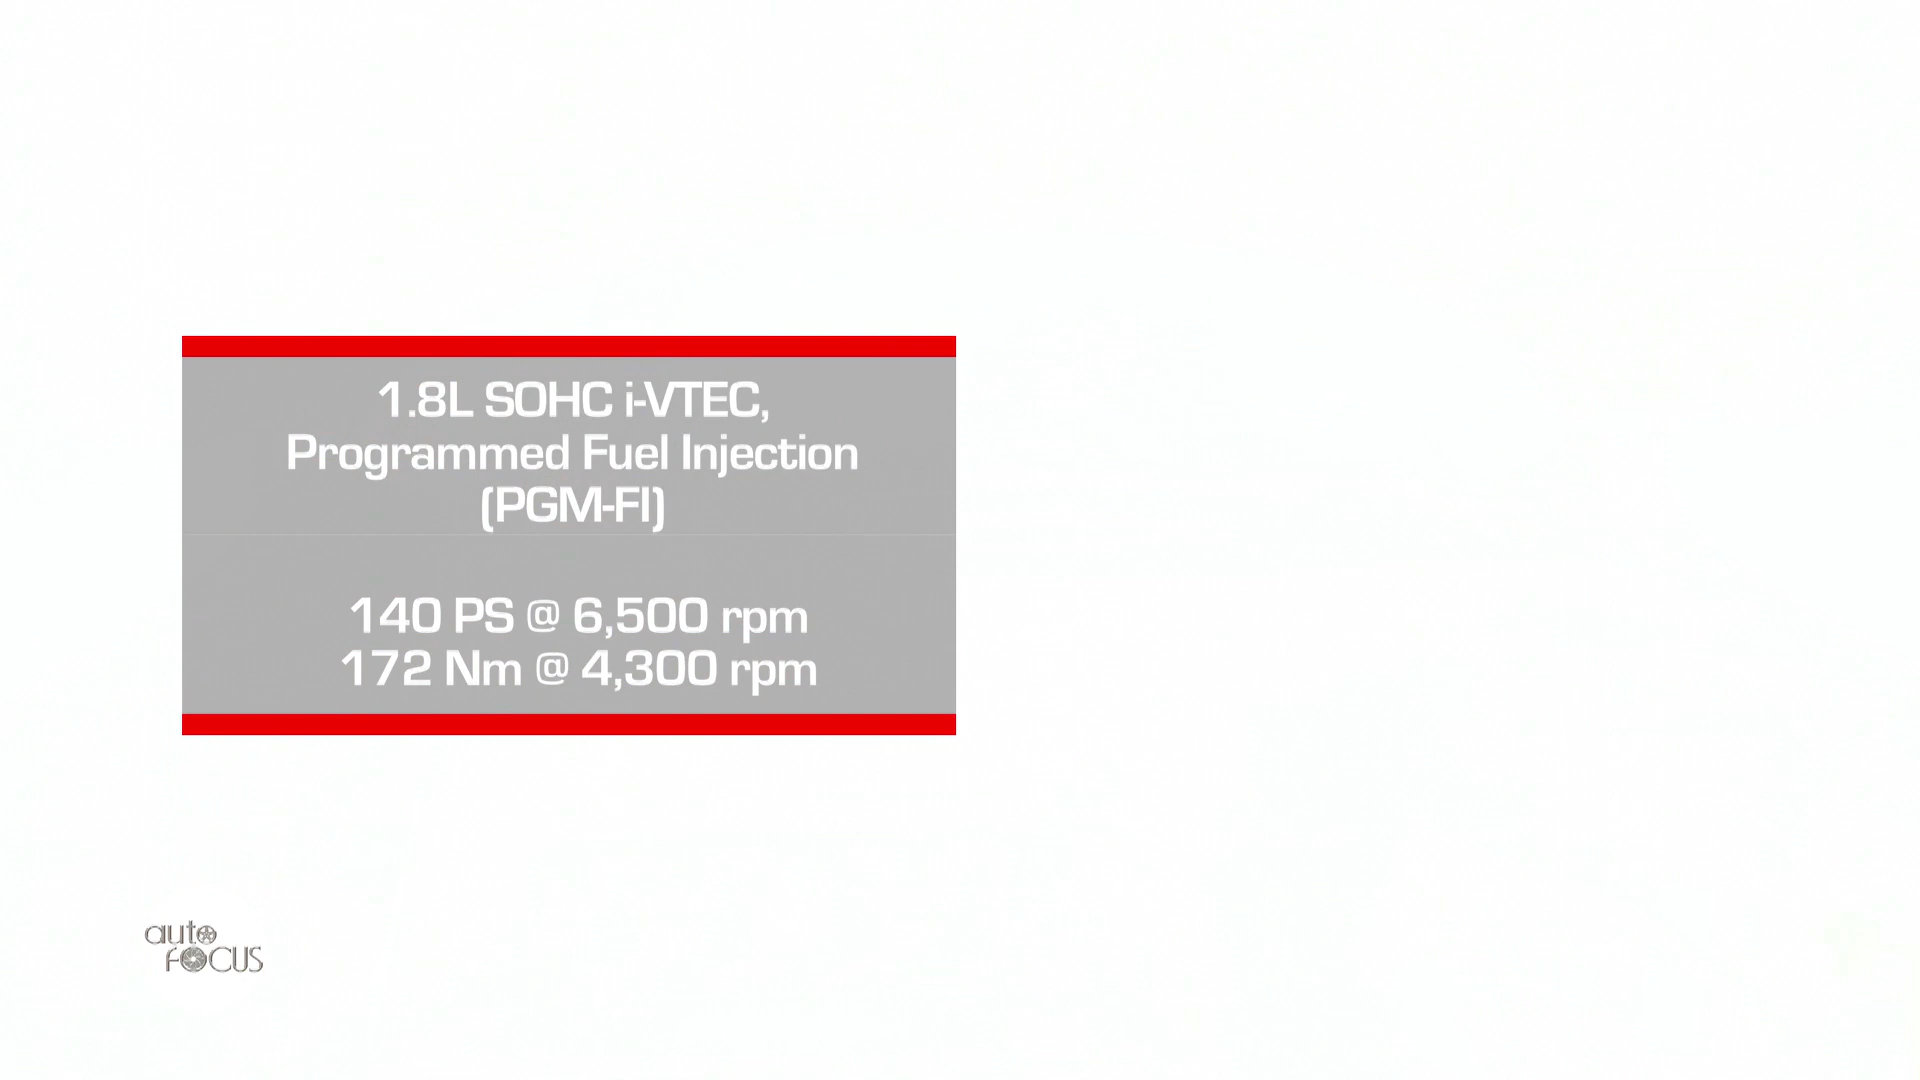 1.8L SOHC i-VTEC,
Programmed Fuel Injection
(PGM-FI)
140 PS @ 6,500 rpm
172 Nm @ 4,300 rpm
auto
FOCUS